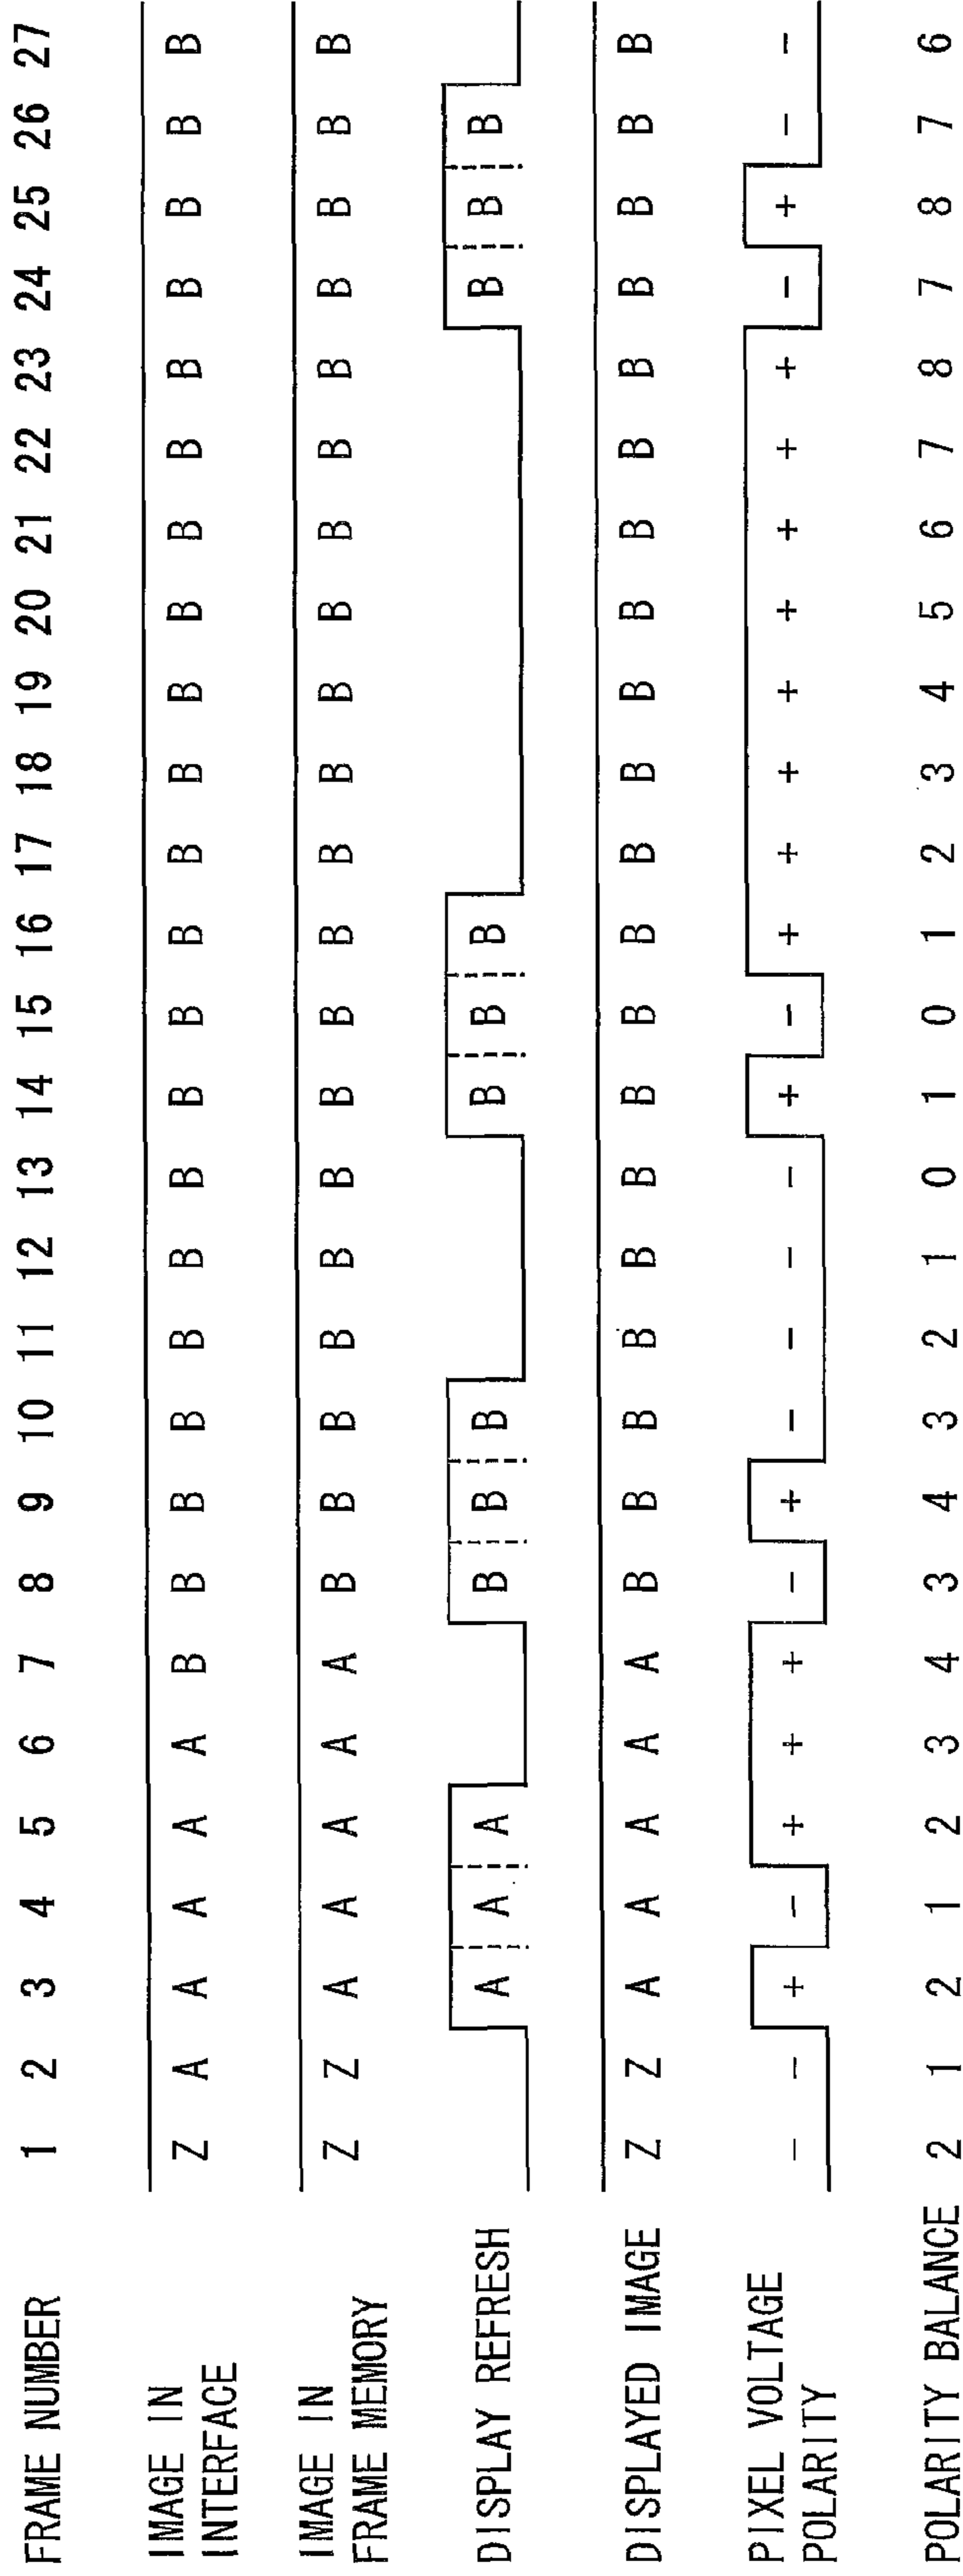 FRAME NUMBER 1 2 3 4 5 6 7 8 9 10 11 12 13 14 15 16 17 18 19 20 21 22 23 24 25 26 27
IMAGE IN
INTERFACE Z A A A A A B B B B B B B B B B B B B B B B B B B B B
IMAGE IN
FRAME MEMORY Z Z A A A A A B B B B B B B B B B B B B B B B B B B B
DISPLAY REFRESH A A A B B B B B B B B B
DISPLAYED IMAGE Z Z A A A A A B B B B B B B B B B B B B B B B B B B B
PIXEL VOLTAGE
POLARITY − − + − + + + − + − − − − + − + + + + + + + + − + − −
POLARITY BALANCE 2 1 2 1 2 3 4 3 4 3 2 1 0 1 0 1 2 3 4 5 6 7 8 7 8 7 6